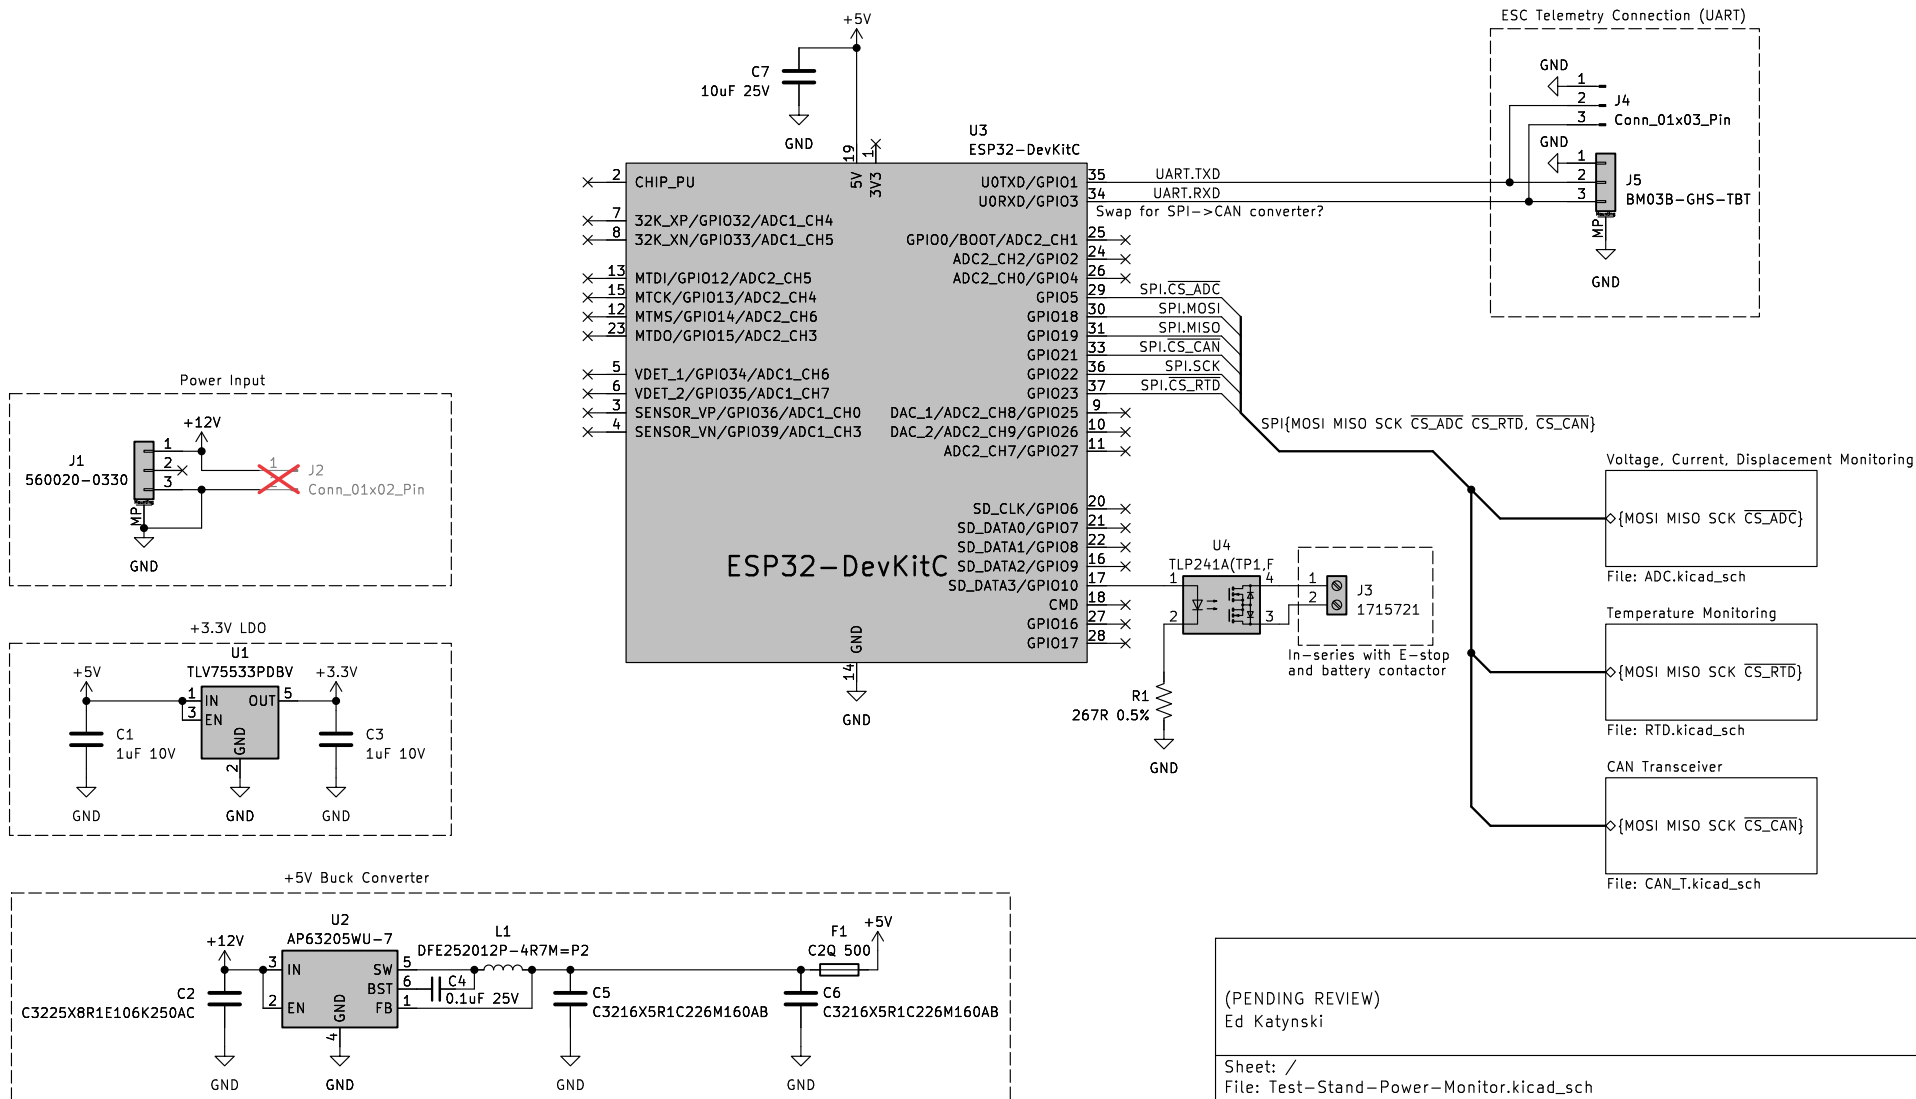 ESC Telemetry Connection (UART)
+5V
C7
10uF 25V
GND
GND
1
2
3
J4
Conn_01x03_Pin
GND
1
2
3
MP
J5
BM03B-GHS-TBT
GND
U3
ESP32-DevKitC
19
5V
1
3V3
2
CHIP_PU
7
32K_XP/GPIO32/ADC1_CH4
8
32K_XN/GPIO33/ADC1_CH5
13
MTDI/GPIO12/ADC2_CH5
15
MTCK/GPIO13/ADC2_CH4
12
MTMS/GPIO14/ADC2_CH6
23
MTDO/GPIO15/ADC2_CH3
5
VDET_1/GPIO34/ADC1_CH6
6
VDET_2/GPIO35/ADC1_CH7
3
SENSOR_VP/GPIO36/ADC1_CH0
4
SENSOR_VN/GPIO39/ADC1_CH3
U0TXD/GPIO1
35
UART.TXD
U0RXD/GPIO3
34
UART.RXD
Swap for SPI->CAN converter?
GPIO0/BOOT/ADC2_CH1
25
ADC2_CH2/GPIO2
24
ADC2_CH0/GPIO4
26
GPIO5
29
SPI.CS_ADC
GPIO18
30
SPI.MOSI
GPIO19
31
SPI.MISO
GPIO21
33
SPI.CS_CAN
GPIO22
36
SPI.SCK
GPIO23
37
SPI.CS_RTD
DAC_1/ADC2_CH8/GPIO25
9
DAC_2/ADC2_CH9/GPIO26
10
ADC2_CH7/GPIO27
11
SD_CLK/GPIO6
20
SD_DATA0/GPIO7
21
SD_DATA1/GPIO8
22
SD_DATA2/GPIO9
16
SD_DATA3/GPIO10
17
CMD
18
GPIO16
27
GPIO17
28
ESP32-DevKitC
GND
14
GND
SPI{MOSI MISO SCK CS_ADC CS_RTD, CS_CAN}
Voltage, Current, Displacement Monitoring
{MOSI MISO SCK CS_ADC}
File: ADC.kicad_sch
Temperature Monitoring
{MOSI MISO SCK CS_RTD}
File: RTD.kicad_sch
CAN Transceiver
{MOSI MISO SCK CS_CAN}
File: CAN_T.kicad_sch
U4
TLP241A(TP1,F
1
2
4
3
1
2
J3
1715721
In-series with E-stop
and battery contactor
R1
267R 0.5%
GND
Power Input
+12V
J1
560020-0330
1
2
3
MP
GND
1
J2
Conn_01x02_Pin
+3.3V LDO
U1
TLV75533PDBV
+5V
+3.3V
1
IN
OUT
5
3
EN
GND
2
C1
1uF 10V
C3
1uF 10V
GND
GND
GND
+5V Buck Converter
U2
AP63205WU-7
+12V
3
IN
2
EN
GND
4
SW
5
BST
6
FB
1
L1
DFE252012P-4R7M=P2
C4
0.1uF 25V
F1
C2Q 500
+5V
C2
C3225X8R1E106K250AC
C5
C3216X5R1C226M160AB
C6
C3216X5R1C226M160AB
GND
GND
GND
GND
(PENDING REVIEW)
Ed Katynski
Sheet: /
File: Test-Stand-Power-Monitor.kicad_sch